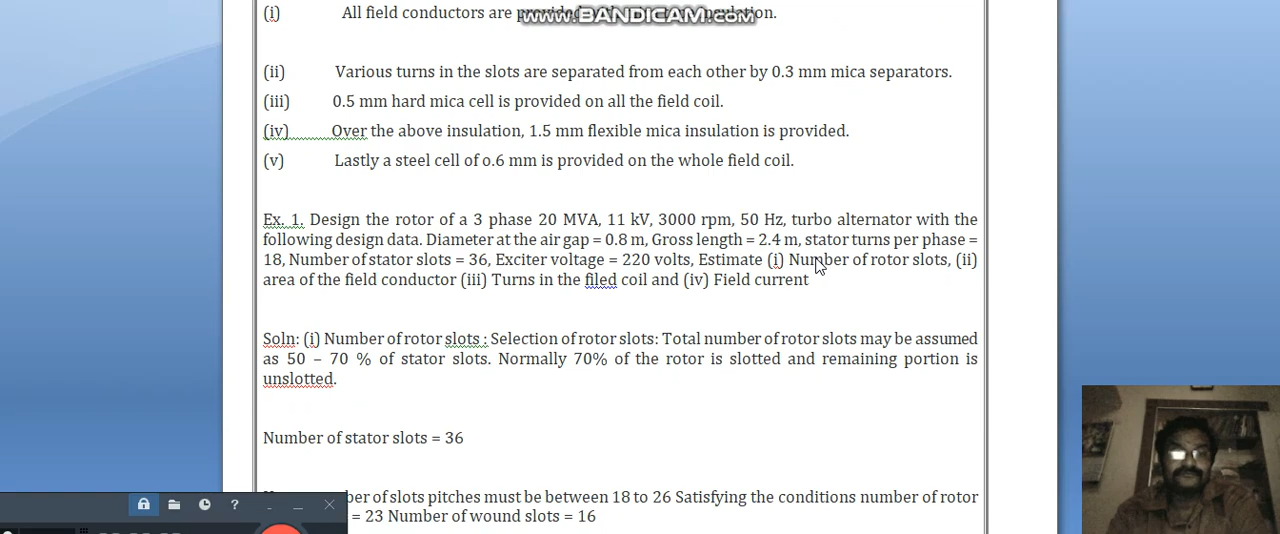 (i) All field conductors are
www.BANDICAM.com
(ii) Various turns in the slots are separated from each other by 0.3 mm mica separators.
(iii) 0.5 mm hard mica cell is provided on all the field coil.
(iv) Over the above insulation, 1.5 mm flexible mica insulation is provided.
(v) Lastly a steel cell of o.6 mm is provided on the whole field coil.
Ex. 1. Design the rotor of a 3 phase 20 MVA, 11 kV, 3000 rpm, 50 Hz, turbo alternator with the
following design data. Diameter at the air gap = 0.8 m, Gross length = 2.4 m, stator turns per phase =
18, Number of stator slots = 36, Exciter voltage = 220 volts, Estimate (i) Number of rotor slots, (ii)
area of the field conductor (iii) Turns in the filed coil and (iv) Field current
Soln: (i) Number of rotor slots : Selection of rotor slots: Total number of rotor slots may be assumed
as 50 – 70 % of stator slots. Normally 70% of the rotor is slotted and remaining portion is
unslotted.
Number of stator slots = 36
of slots pitches must be between 18 to 26 Satisfying the conditions number of rotor
= 23 Number of wound slots = 16
?